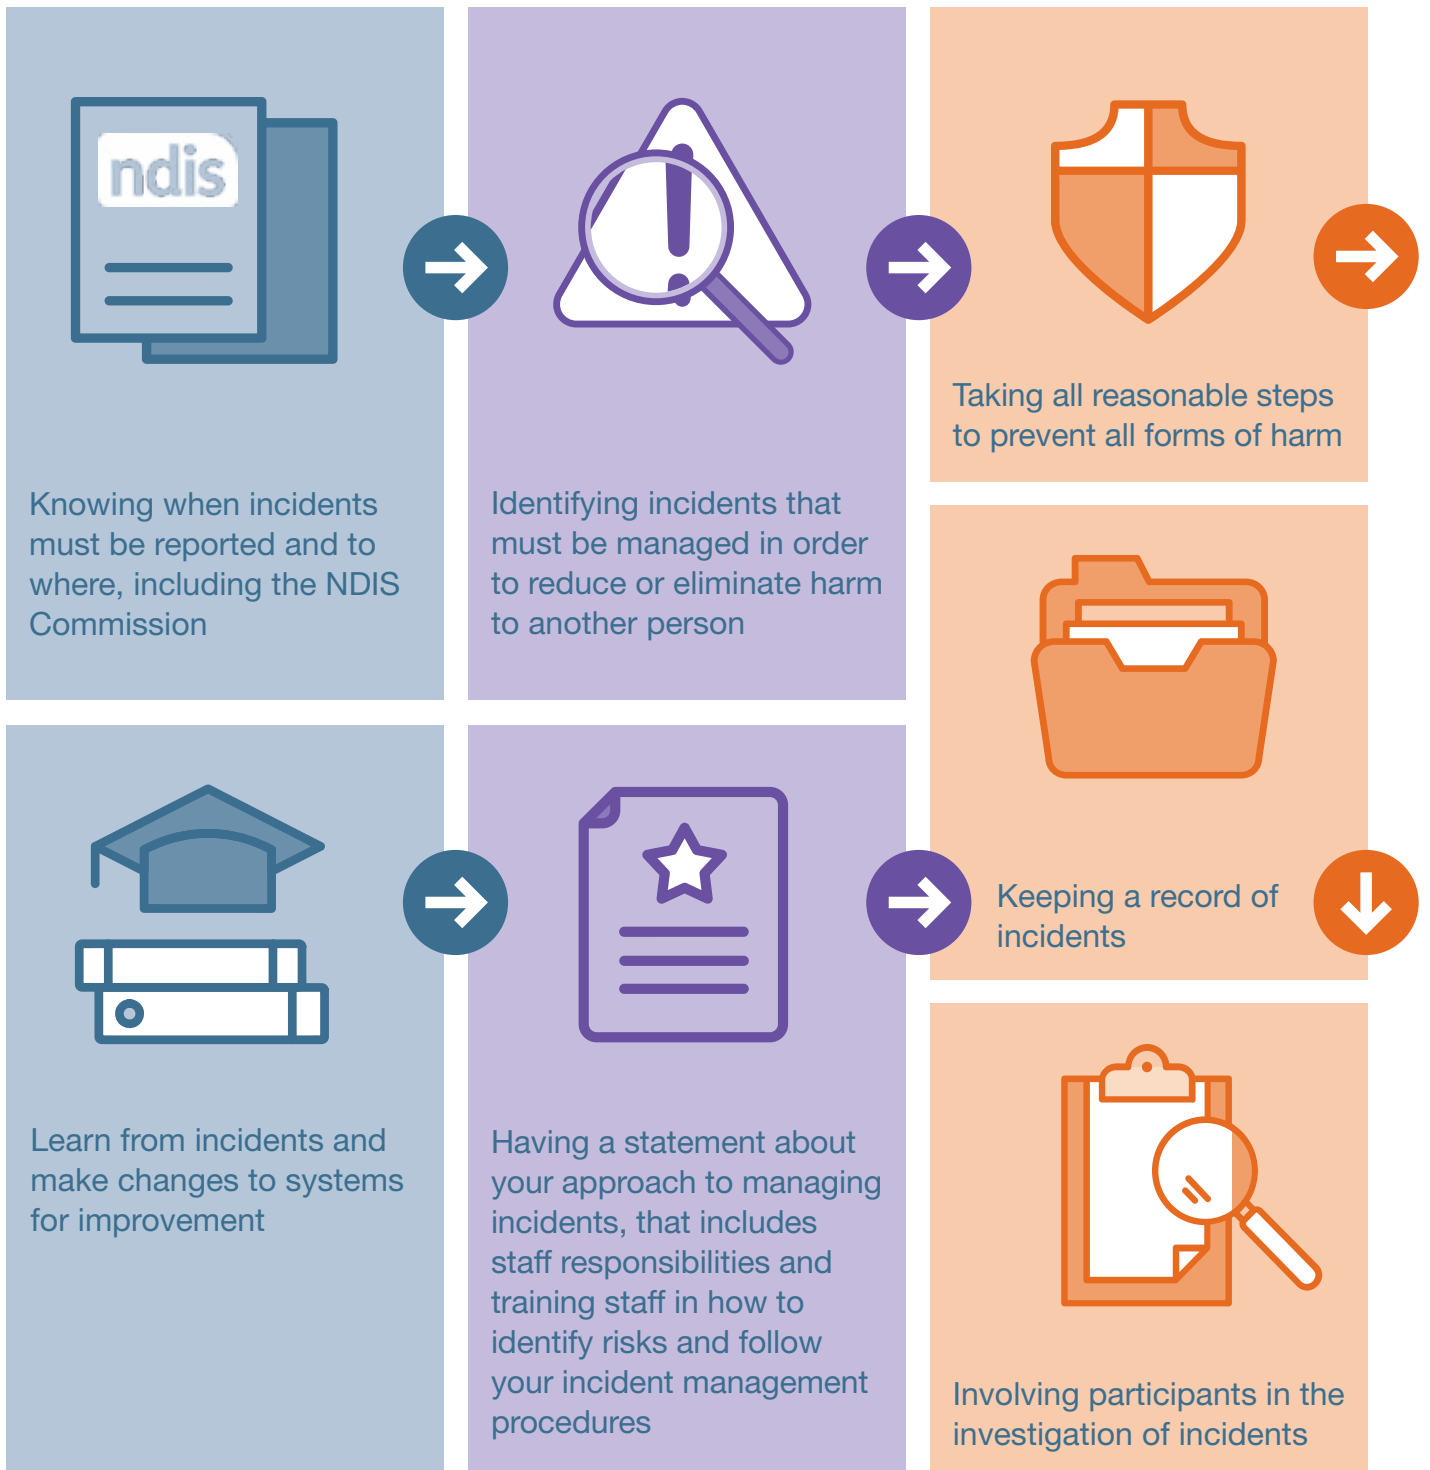 ndis
Knowing when incidents
must be reported and to
where, including the NDIS
Commission
Identifying incidents that
must be managed in order
to reduce or eliminate harm
to another person
Taking all reasonable steps
to prevent all forms of harm
Learn from incidents and
make changes to systems
for improvement
Having a statement about
your approach to managing
incidents, that includes
staff responsibilities and
training staff in how to
identify risks and follow
your incident management
procedures
Keeping a record of
incidents
Involving participants in the
investigation of incidents